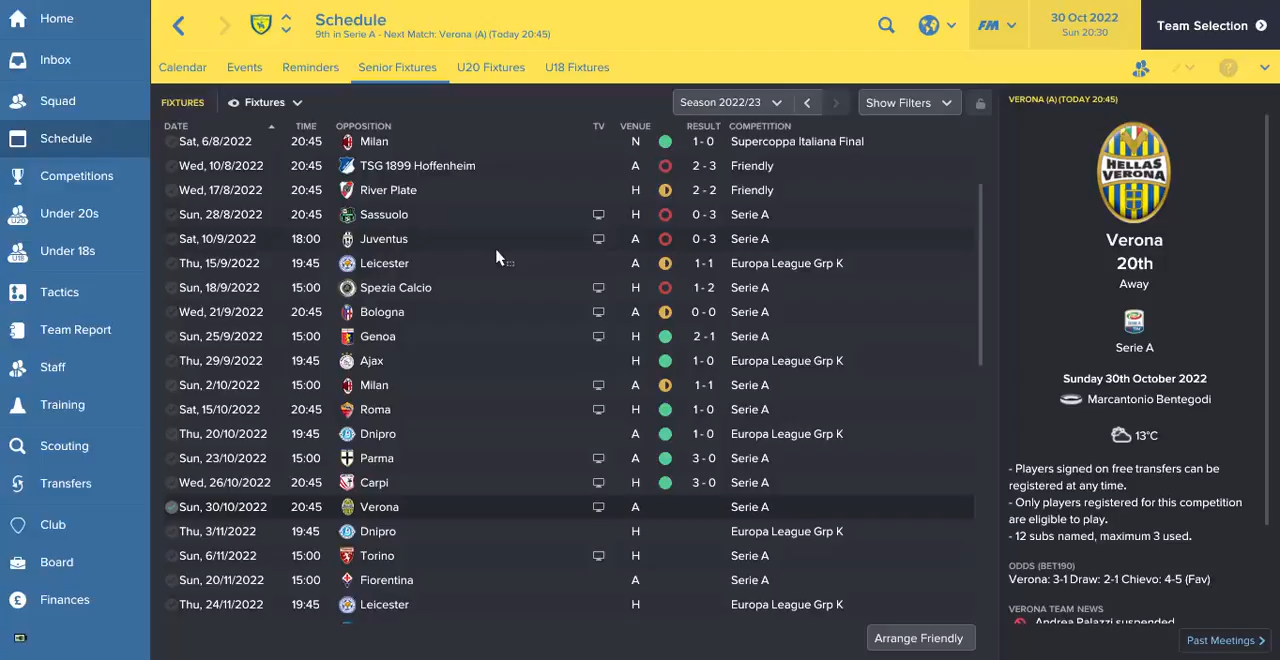 Home
Inbox
Squad
Schedule
Competitions
U20
Under 20s
U18
Under 18s
Tactics
Team Report
Staff
Training
Scouting
Transfers
Club
Board
Finances
Schedule
9th in Serie A - Next Match: Verona (A) (Today 20:45)
FM
30 Oct 2022
Sun 20:30
Team Selection
Calendar Events Reminders Senior Fixtures U20 Fixtures U18 Fixtures
FIXTURES Fixtures Season 2022/23 Show Filters
DATE TIME OPPOSITION TV VENUE RESULT COMPETITION
Sat, 6/8/2022 20:45 Milan N 1 - 0 Supercoppa Italiana Final
Wed, 10/8/2022 20:45 TSG 1899 Hoffenheim A 2 - 3 Friendly
Wed, 17/8/2022 20:45 River Plate H 2 - 2 Friendly
Sun, 28/8/2022 20:45 Sassuolo H 0 - 3 Serie A
Sat, 10/9/2022 18:00 Juventus A 0 - 3 Serie A
Thu, 15/9/2022 19:45 Leicester A 1 - 1 Europa League Grp K
Sun, 18/9/2022 15:00 Spezia Calcio H 1 - 2 Serie A
Wed, 21/9/2022 20:45 Bologna A 0 - 0 Serie A
Sun, 25/9/2022 15:00 Genoa H 2 - 1 Serie A
Thu, 29/9/2022 19:45 Ajax H 1 - 0 Europa League Grp K
Sun, 2/10/2022 15:00 Milan A 1 - 1 Serie A
Sat, 15/10/2022 20:45 Roma H 1 - 0 Serie A
Thu, 20/10/2022 19:45 Dnipro A 1 - 0 Europa League Grp K
Sun, 23/10/2022 15:00 Parma A 3 - 0 Serie A
Wed, 26/10/2022 20:45 Carpi H 3 - 0 Serie A
Sun, 30/10/2022 20:45 Verona A Serie A
Thu, 3/11/2022 19:45 Dnipro H Europa League Grp K
Sun, 6/11/2022 15:00 Torino H Serie A
Sun, 20/11/2022 15:00 Fiorentina A Serie A
Thu, 24/11/2022 19:45 Leicester H Europa League Grp K
Arrange Friendly
VERONA (A) (TODAY 20:45)
HELLAS
VERONA
Verona
20th
Away
Serie A
Sunday 30th October 2022
Marcantonio Bentegodi
13°C
- Players signed on free transfers can be
registered at any time.
- Only players registered for this competition
are eligible to play.
- 12 subs named, maximum 3 used.
ODDS (BET190)
Verona: 3-1 Draw: 2-1 Chievo: 4-5 (Fav)
VERONA TEAM NEWS
Andrea Palazzi suspended
Past Meetings